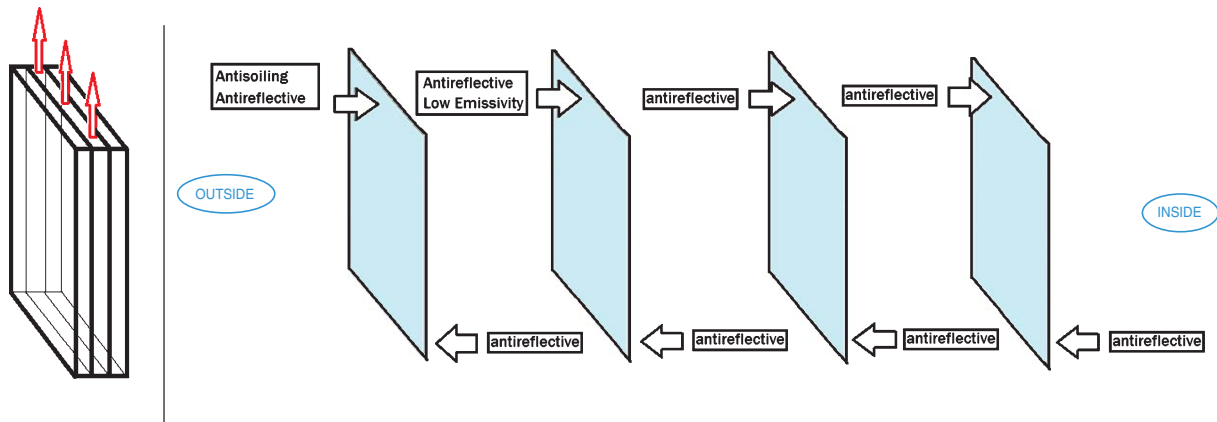 Antisoiling
Antireflective
Antireflective
Low Emissivity
antireflective
antireflective
OUTSIDE
INSIDE
antireflective
antireflective
antireflective
antireflective